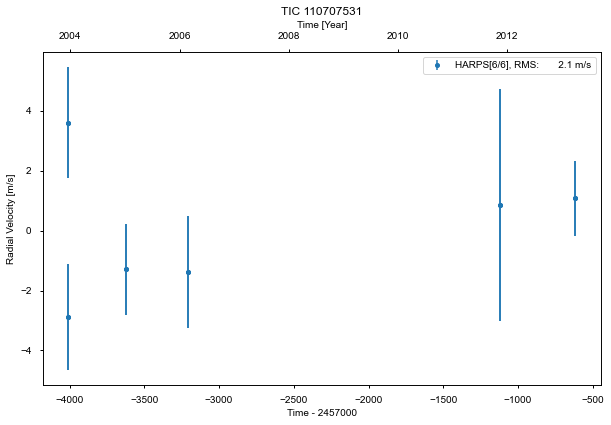 TIC 110707531
Time [Year]
2004 2006 2008 2010 2012
HARPS[6/6], RMS: 2.1 m/s
4
2
0
−2
−4
Radial Velocity [m/s]
−4000 −3500 −3000 −2500 −2000 −1500 −1000 −500
Time - 2457000